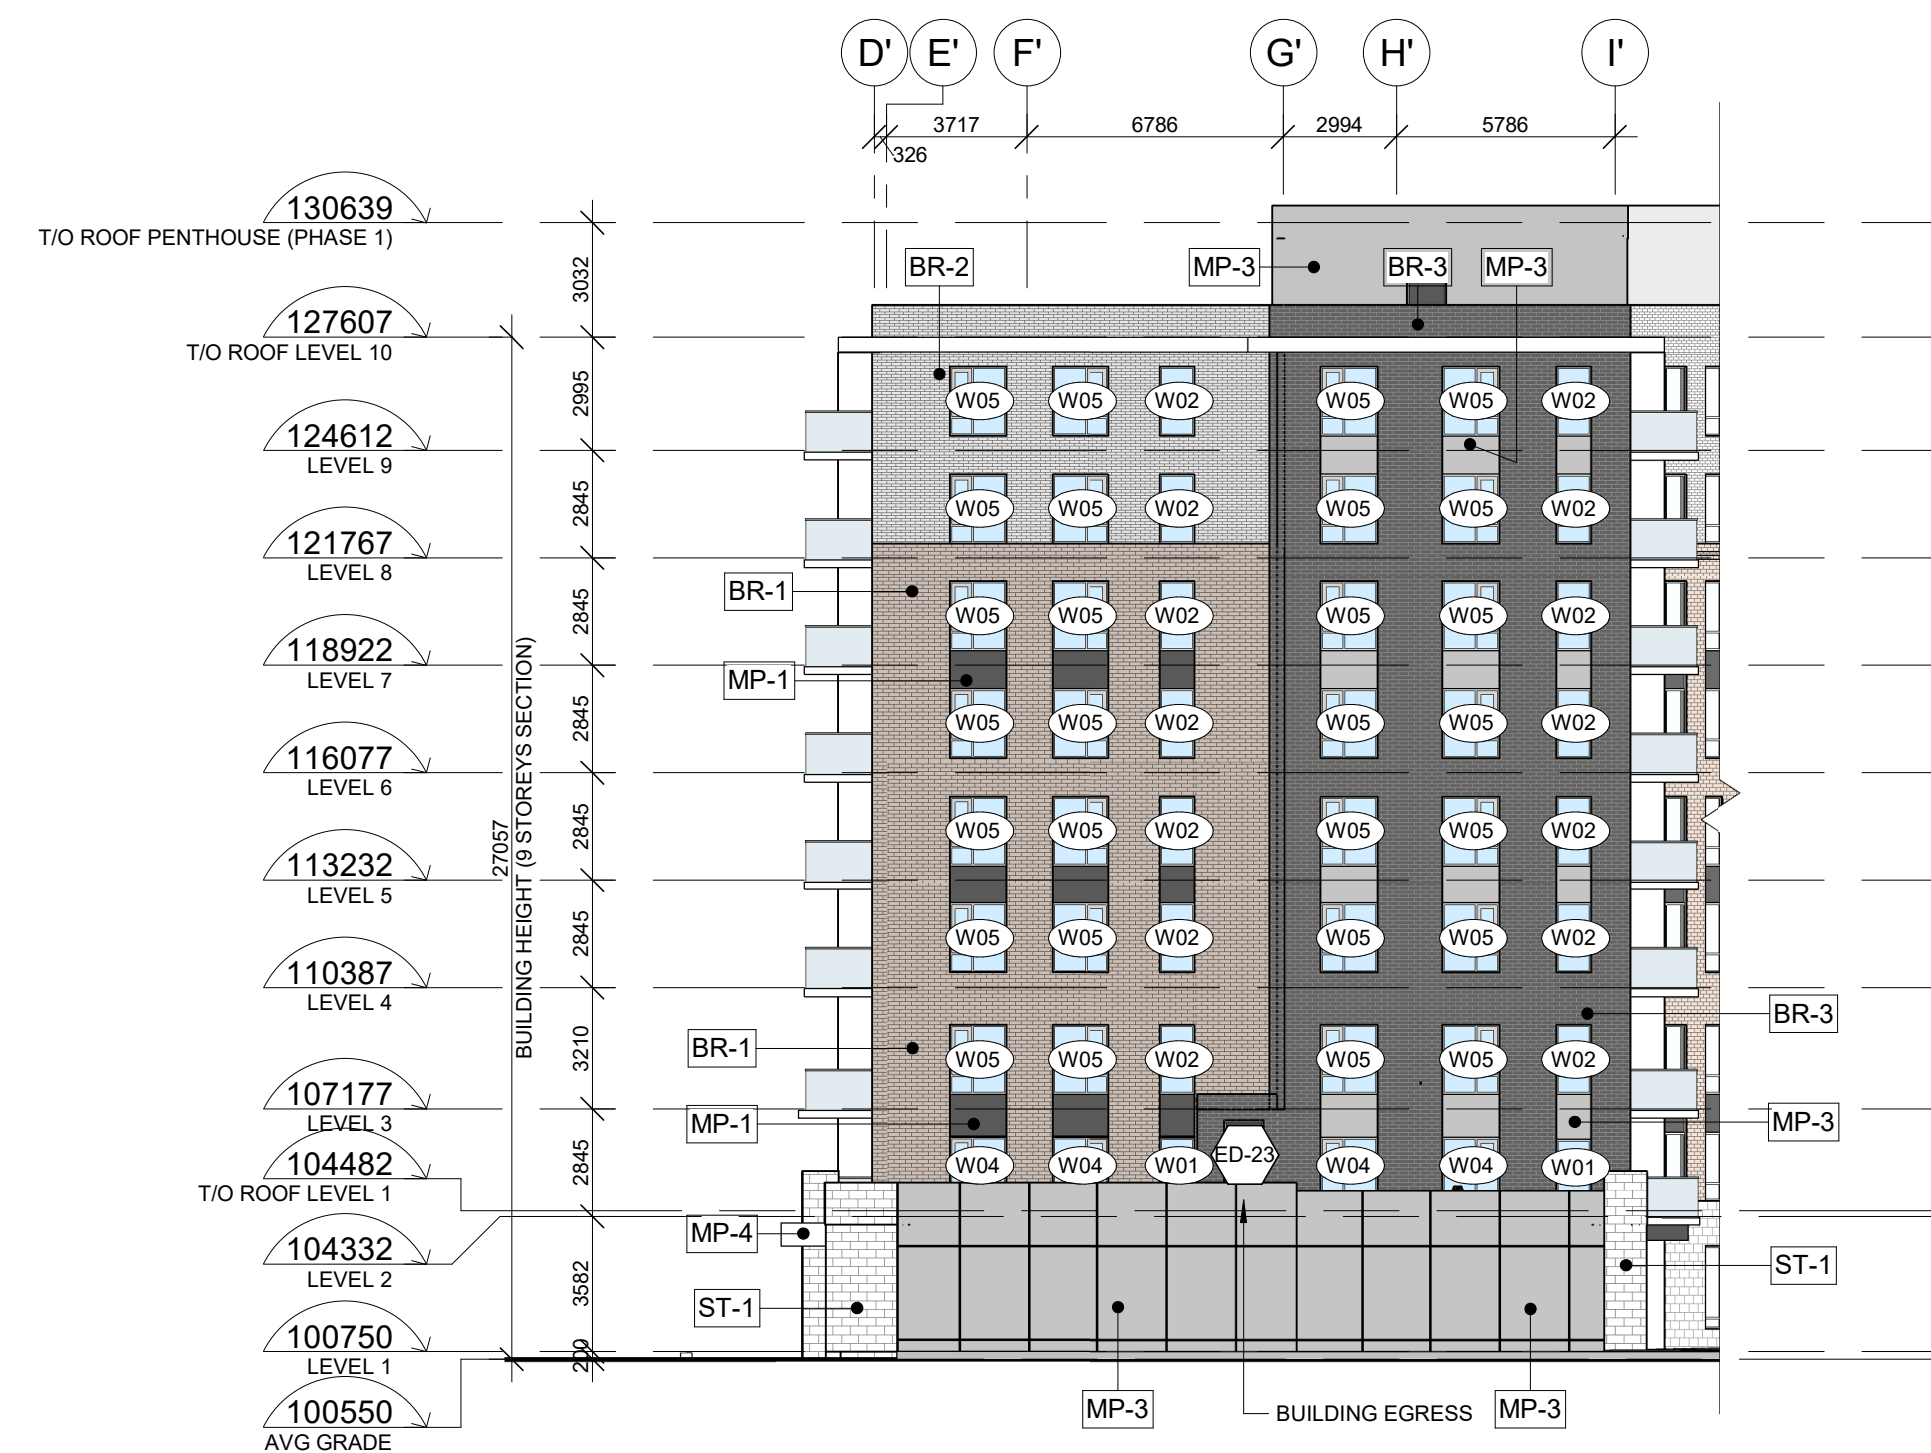 D' E' F' G' H' I'
3717 6786 2994 5786
326
130639
T/O ROOF PENTHOUSE (PHASE 1)
3032
BR-2 MP-3 BR-3 MP-3
127607
T/O ROOF LEVEL 10
2995
W05 W05 W02 W05 W05 W02
124612
LEVEL 9
2845
W05 W05 W02 W05 W05 W02
121767
LEVEL 8
BR-1
2845
W05 W05 W02 W05 W05 W02
118922
LEVEL 7
MP-1
2845
W05 W05 W02 W05 W05 W02
116077
LEVEL 6
27057
BUILDING HEIGHT (9 STOREYS SECTION)
2845
W05 W05 W02 W05 W05 W02
113232
LEVEL 5
2845
W05 W05 W02 W05 W05 W02
110387
LEVEL 4
BR-3
3210
BR-1
W05 W05 W02 W05 W05 W02
107177
LEVEL 3
MP-1 MP-3
2845
104482
T/O ROOF LEVEL 1
W04 W04 W01 ED-23 W04 W04 W01
MP-4
104332
LEVEL 2
ST-1
3582
ST-1
100750
LEVEL 1
200
100550
AVG GRADE
MP-3 BUILDING EGRESS MP-3